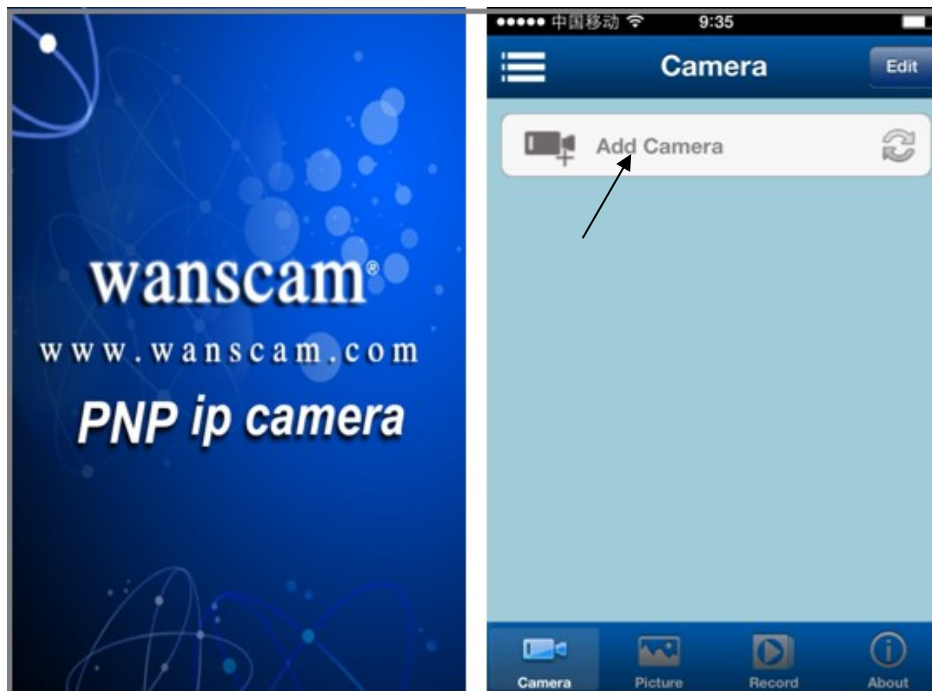 wanscam®
www.wanscam.com
PNP ip camera
中国移动 9:35
Camera Edit
Add Camera
Camera Picture Record About